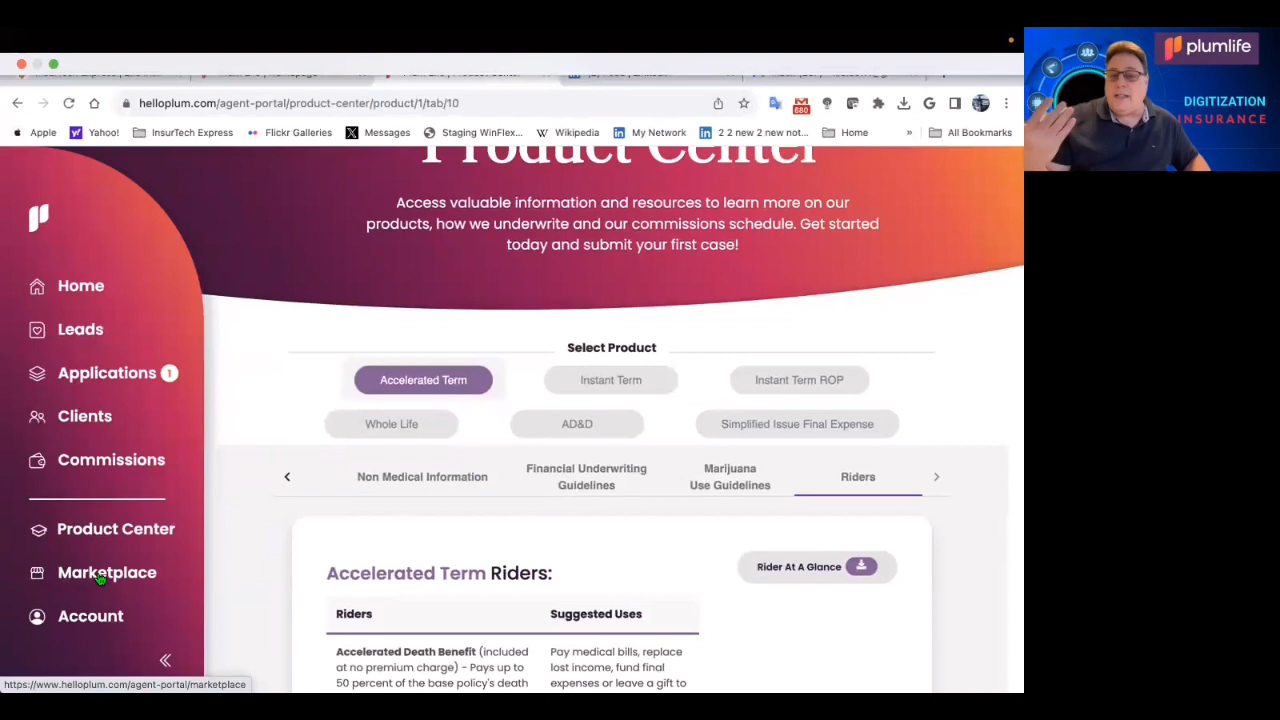 helloplum.com/agent-portal/product-center/product/1/tab/10
680
Apple
Yahoo!
InsurTech Express
Flickr Galleries
Messages
Staging WinFlex...
Wikipedia
My Network
2 2 new 2 new not...
Home
»
All Bookmarks
plumlife
DIGITIZATION
INSURANCE
Product Center
Access valuable information and resources to learn more on our
products, how we underwrite and our commissions schedule. Get started
today and submit your first case!
Home
Leads
Applications 1
Clients
Commissions
Product Center
Marketplace
Account
Select Product
Accelerated Term
Instant Term
Instant Term ROP
Whole Life
AD&D
Simplified Issue Final Expense
Non Medical Information
Financial Underwriting
Guidelines
Marijuana
Use Guidelines
Riders
Accelerated Term Riders:
Rider At A Glance
Riders
Suggested Uses
Accelerated Death Benefit (included
at no premium charge) - Pays up to
50 percent of the base policy's death
Pay medical bills, replace
lost income, fund final
expenses or leave a gift to
https://www.helloplum.com/agent-portal/marketplace